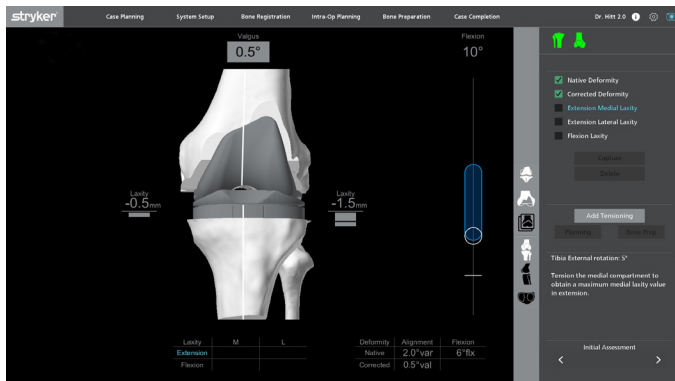 stryker
Case Planning
System Setup
Bone Registration
Intra-Op Planning
Bone Preparation
Case Completion
Dr. Hitt 2.0
Valgus
0.5°
Flexion
10°
Laxity
-0.5mm
Laxity
-1.5mm
Laxity M L
Extension
Flexion
Deformity Alignment Flexion
Native 2.0°var 6°flx
Corrected 0.5°val
Native Deformity
Corrected Deformity
Extension Medial Laxity
Extension Lateral Laxity
Flexion Laxity
Capture
Delete
Add Tensioning
Planning
Bone Prep
Tibia External rotation: 5°
Tension the medial compartment to
obtain a maximum medial laxity value
in extension.
Initial Assessment